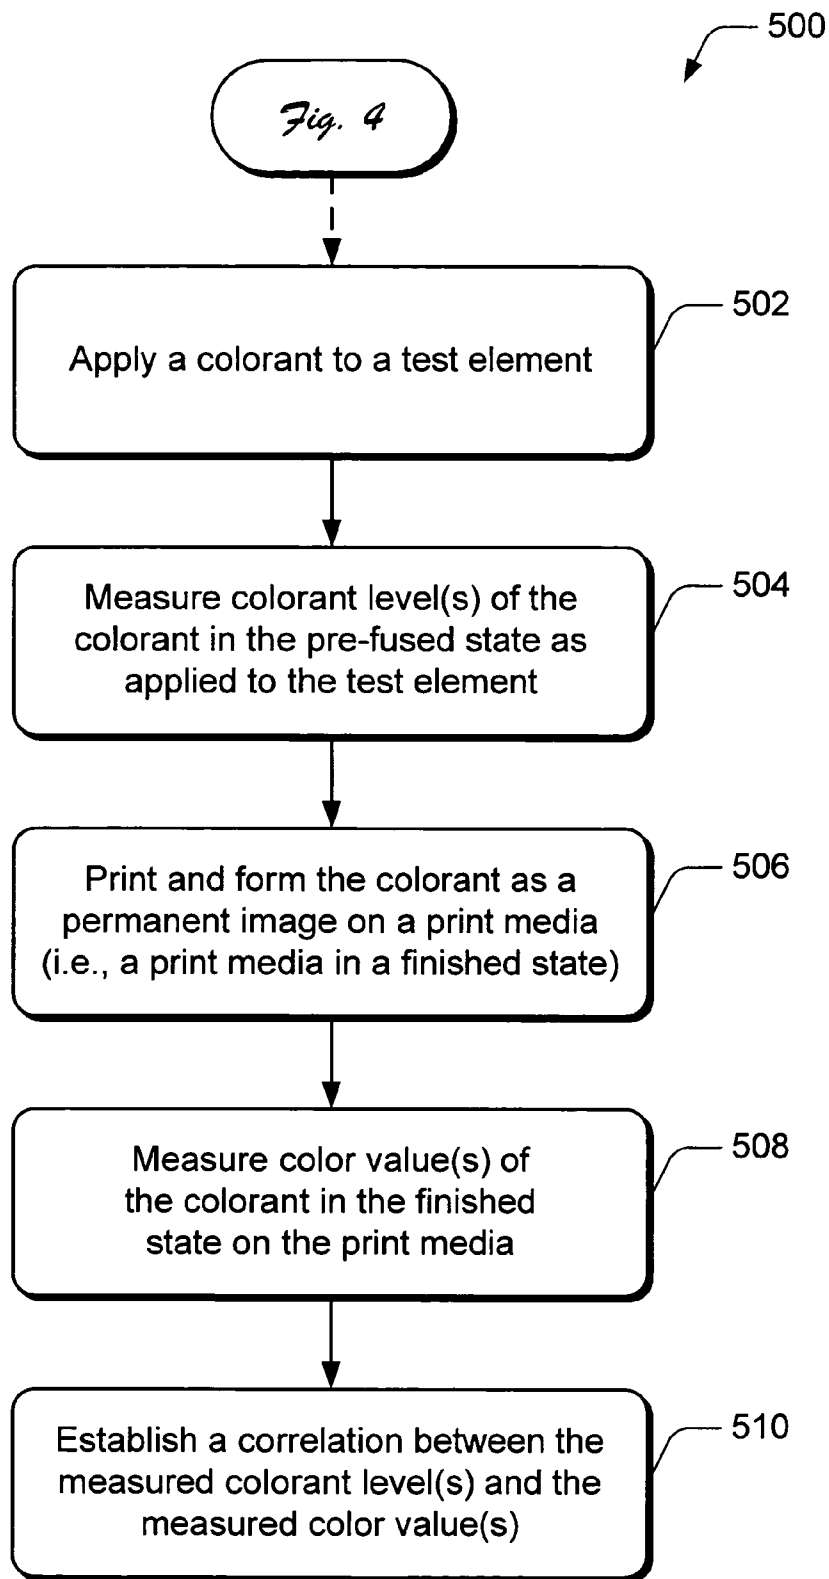 500
Fig. 4
502
Apply a colorant to a test element
504
Measure colorant level(s) of the
colorant in the pre-fused state as
applied to the test element
506
Print and form the colorant as a
permanent image on a print media
(i.e., a print media in a finished state)
508
Measure color value(s) of
the colorant in the finished
state on the print media
510
Establish a correlation between the
measured colorant level(s) and the
measured color value(s)